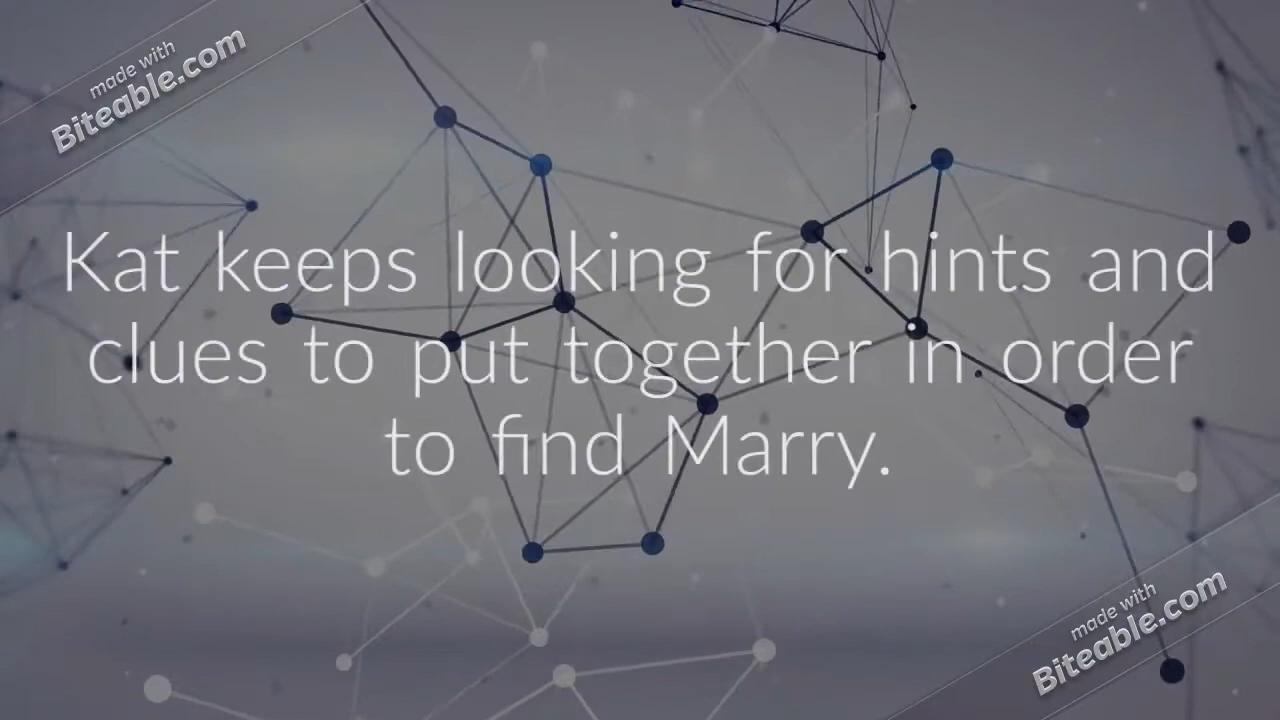 made with
Biteable.com
Kat keeps looking for hints and
clues to put together in order
to find Marry.
made with
Biteable.com